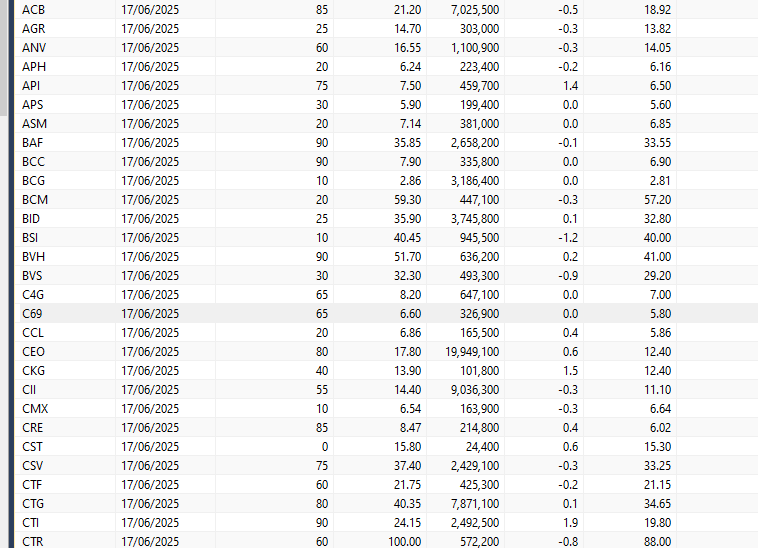 ACB 17/06/2025 85 21.20 7,025,500 -0.5 18.92
AGR 17/06/2025 25 14.70 303,000 -0.3 13.82
ANV 17/06/2025 60 16.55 1,100,900 -0.3 14.05
APH 17/06/2025 20 6.24 223,400 -0.2 6.16
API 17/06/2025 75 7.50 459,700 1.4 6.50
APS 17/06/2025 30 5.90 199,400 0.0 5.60
ASM 17/06/2025 20 7.14 381,000 0.0 6.85
BAF 17/06/2025 90 35.85 2,658,200 -0.1 33.55
BCC 17/06/2025 90 7.90 335,800 0.0 6.90
BCG 17/06/2025 10 2.86 3,186,400 0.0 2.81
BCM 17/06/2025 20 59.30 447,100 -0.3 57.20
BID 17/06/2025 25 35.90 3,745,800 0.1 32.80
BSI 17/06/2025 10 40.45 945,500 -1.2 40.00
BVH 17/06/2025 90 51.70 636,200 0.2 41.00
BVS 17/06/2025 30 32.30 493,300 -0.9 29.20
C4G 17/06/2025 65 8.20 647,100 0.0 7.00
C69 17/06/2025 65 6.60 326,900 0.0 5.80
CCL 17/06/2025 20 6.86 165,500 0.4 5.86
CEO 17/06/2025 80 17.80 19,949,100 0.6 12.40
CKG 17/06/2025 40 13.90 101,800 1.5 12.40
CII 17/06/2025 55 14.40 9,036,300 -0.3 11.10
CMX 17/06/2025 10 6.54 163,900 -0.3 6.64
CRE 17/06/2025 85 8.47 214,800 0.4 6.02
CST 17/06/2025 0 15.80 24,400 0.6 15.30
CSV 17/06/2025 75 37.40 2,429,100 -0.3 33.25
CTF 17/06/2025 60 21.75 425,300 -0.2 21.15
CTG 17/06/2025 80 40.35 7,871,100 0.1 34.65
CTI 17/06/2025 90 24.15 2,492,500 1.9 19.80
CTR 17/06/2025 60 100.00 572,200 -0.8 88.00